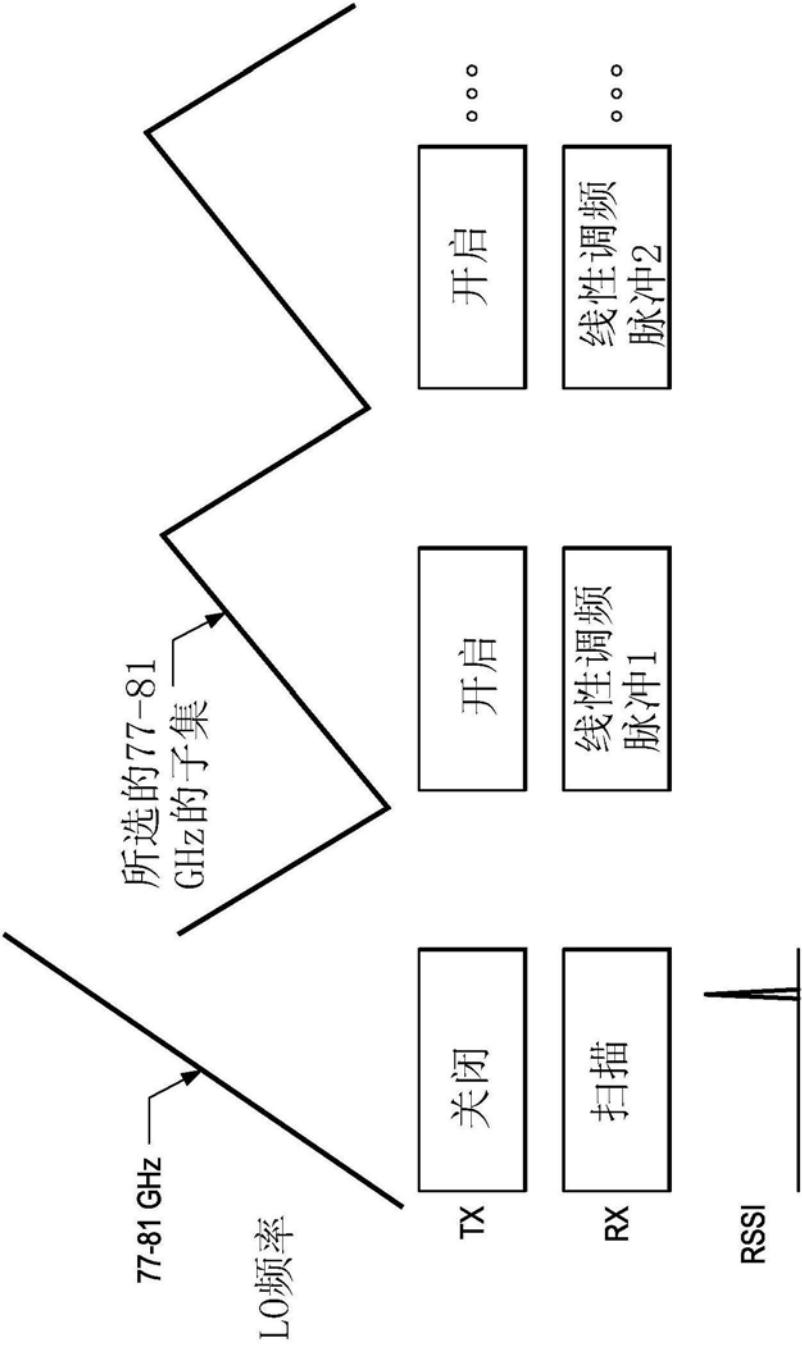 77-81 GHz
LO频率
所选的77-81
GHz的子集
TX
关闭
开启
开启
RX
扫描
线性调频
脉冲1
线性调频
脉冲2
RSSI